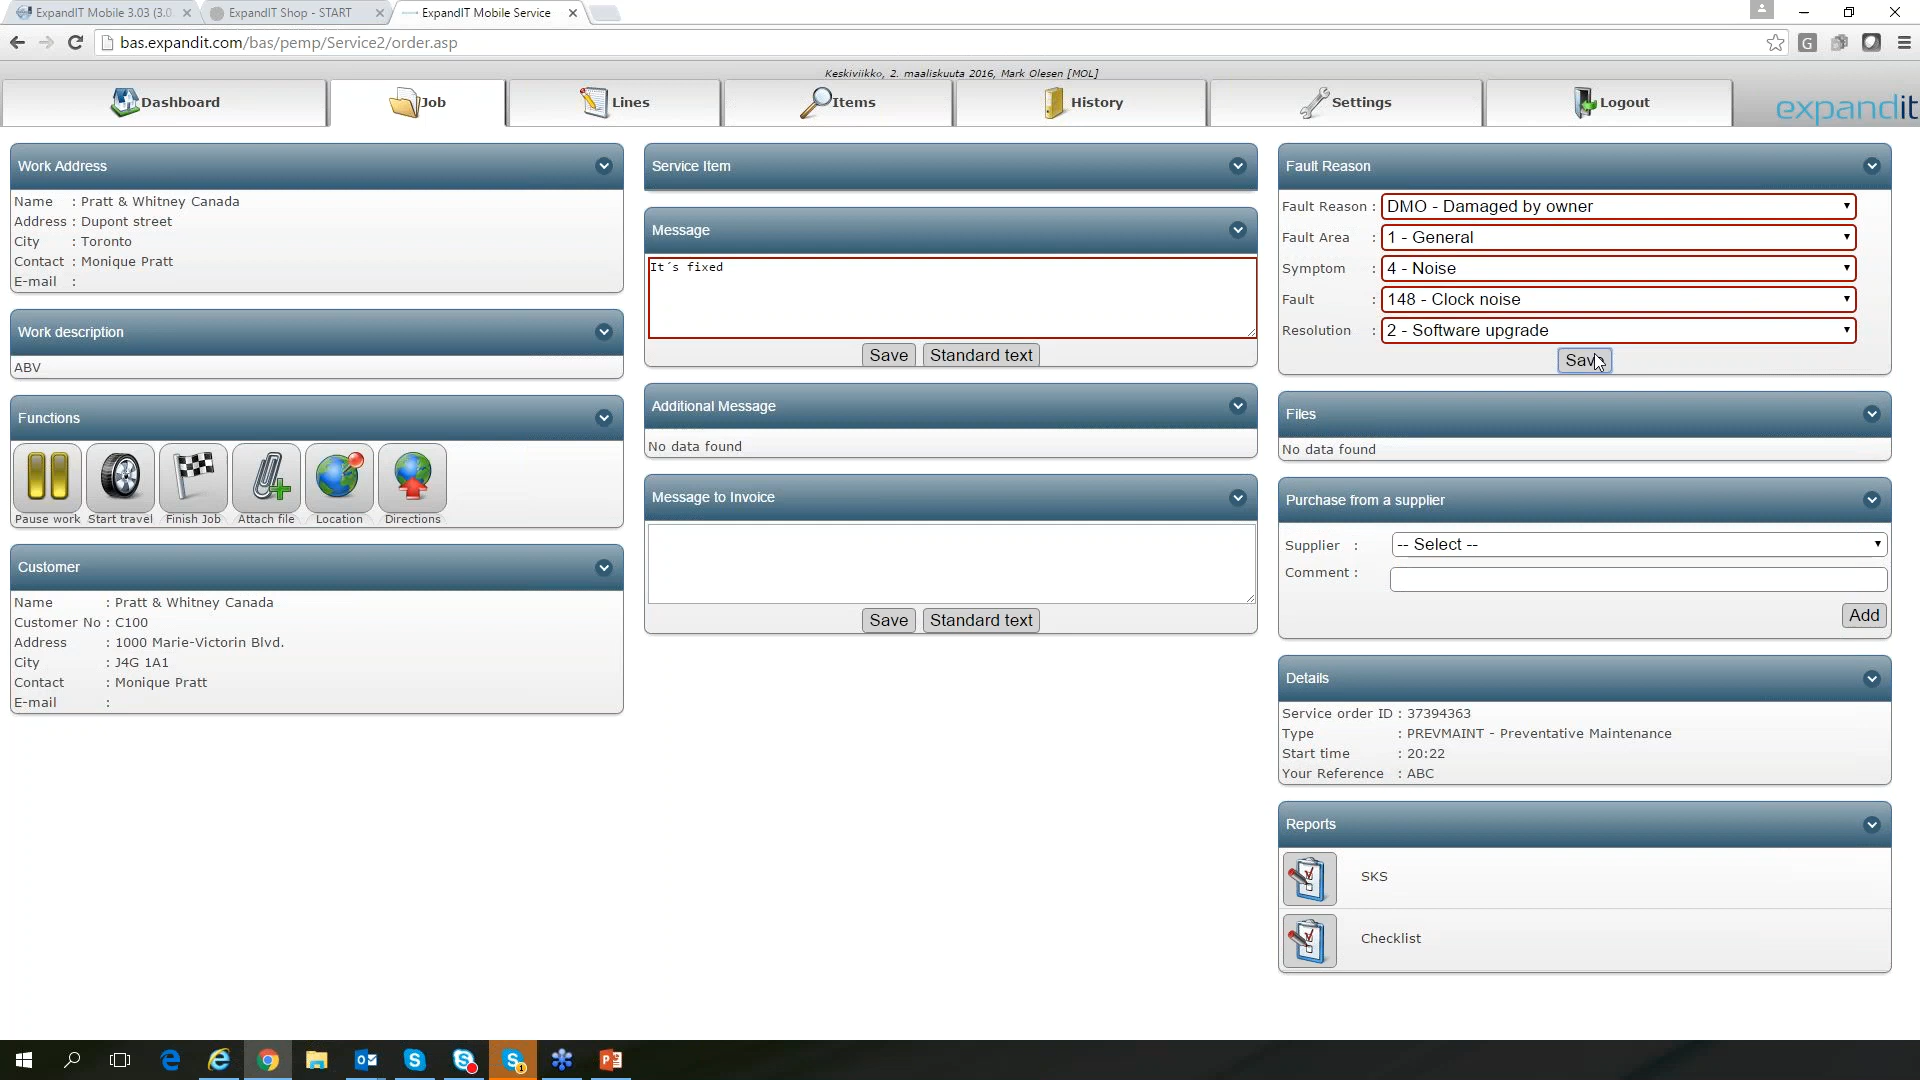 ExpandIT Mobile 3.03 (3.0
ExpandIT Shop - START
ExpandIT Mobile Service
bas.expandit.com/bas/pemp/Service2/order.asp
Keskiviikko, 2. maaliskuuta 2016, Mark Olesen [MOL]
Dashboard
Job
Lines
Items
History
Settings
Logout
expandit
Work Address
Name : Pratt & Whitney Canada
Address : Dupont street
City : Toronto
Contact : Monique Pratt
E-mail :
Work description
ABV
Functions
Pause work
Start travel
Finish Job
Attach file
Location
Directions
Customer
Name : Pratt & Whitney Canada
Customer No : C100
Address : 1000 Marie-Victorin Blvd.
City : J4G 1A1
Contact : Monique Pratt
E-mail :
Service Item
Message
It´s fixed
Save
Standard text
Additional Message
No data found
Message to Invoice
Save
Standard text
Fault Reason
Fault Reason : DMO - Damaged by owner
Fault Area : 1 - General
Symptom : 4 - Noise
Fault : 148 - Clock noise
Resolution : 2 - Software upgrade
Save
Files
No data found
Purchase from a supplier
Supplier : -- Select --
Comment :
Add
Details
Service order ID : 37394363
Type : PREVMAINT - Preventative Maintenance
Start time : 20:22
Your Reference : ABC
Reports
SKS
Checklist